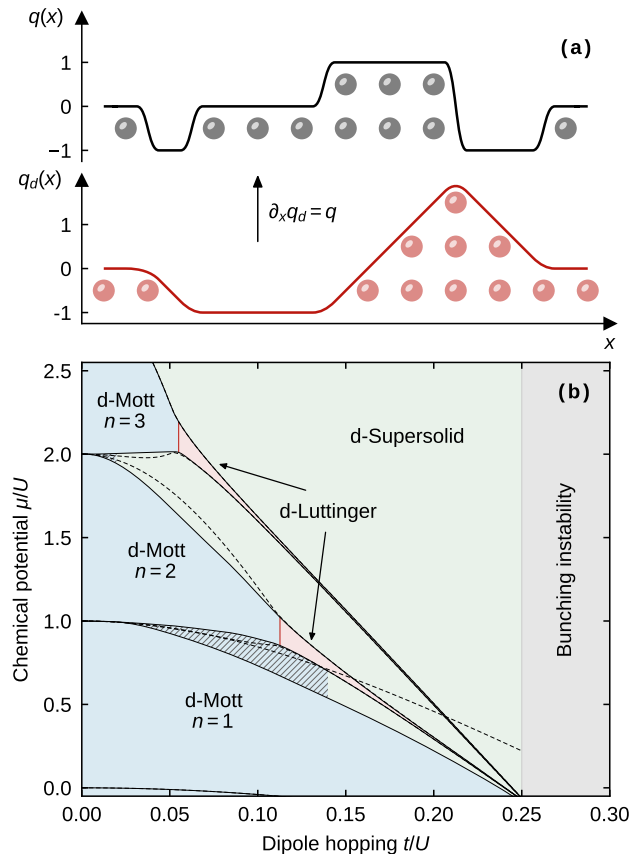 q(x)
(a)
1
0
−1
q_d(x)
∂ₓq_d = q
1
0
-1
x
2.5
2.0
1.5
1.0
0.5
0.0
Chemical potential μ/U
(b)
d-Mott
n = 3
d-Supersolid
d-Luttinger
d-Mott
n = 2
d-Mott
n = 1
Bunching instability
0.00 0.05 0.10 0.15 0.20 0.25 0.30
Dipole hopping t/U